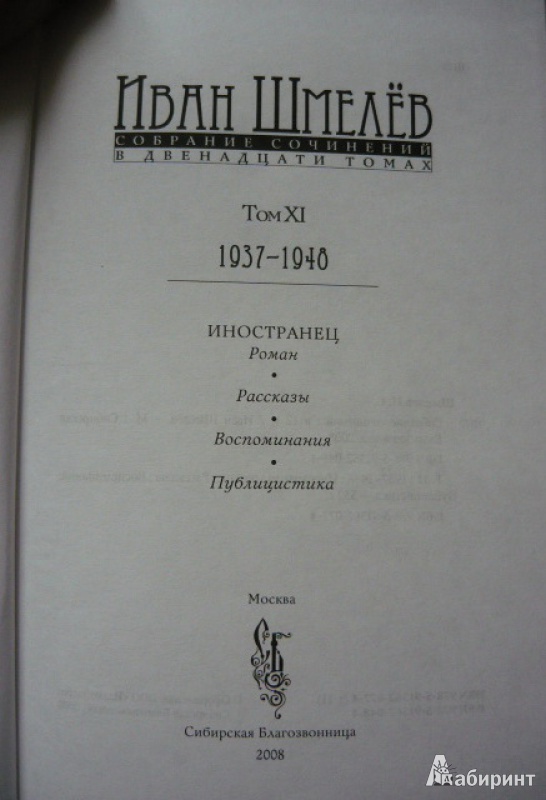 ИВАН ШМЕЛЁВ
СОБРАНИЕ СОЧИНЕНИЙ
В ДВЕНАДЦАТИ ТОМАХ
Том XI
1937–1948
ИНОСТРАНЕЦ
Роман
•
Рассказы
•
Воспоминания
•
Публицистика
Москва
СБ
Сибирская Благозвонница
2008
Лабиринт